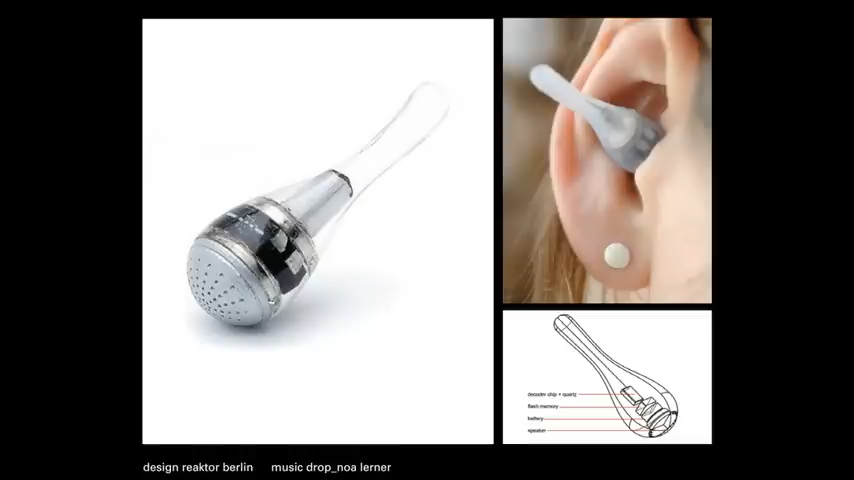 decoder chip + quartz
flash memory
battery
speaker
design reaktor berlin music drop_noa lerner